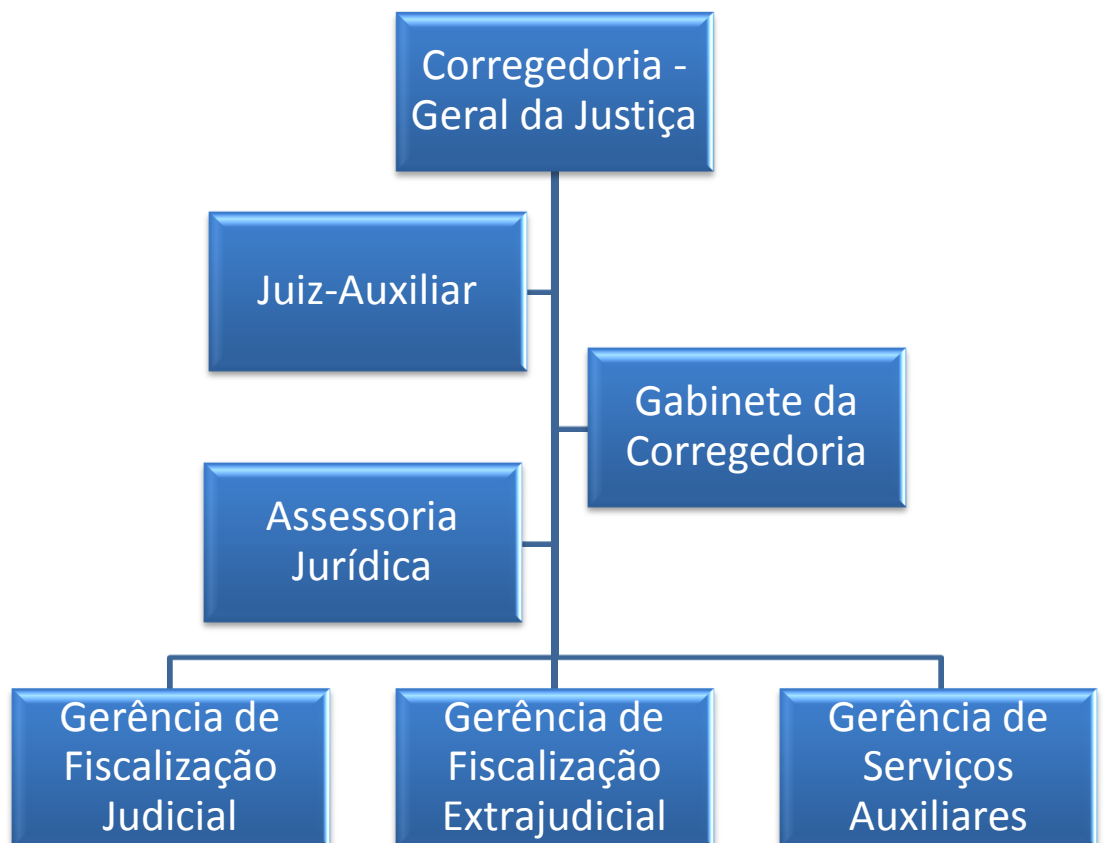 Corregedoria -
Geral da Justiça
Juiz-Auxiliar
Gabinete da
Corregedoria
Assessoria
Jurídica
Gerência de
Fiscalização
Judicial
Gerência de
Fiscalização
Extrajudicial
Gerência de
Serviços
Auxiliares